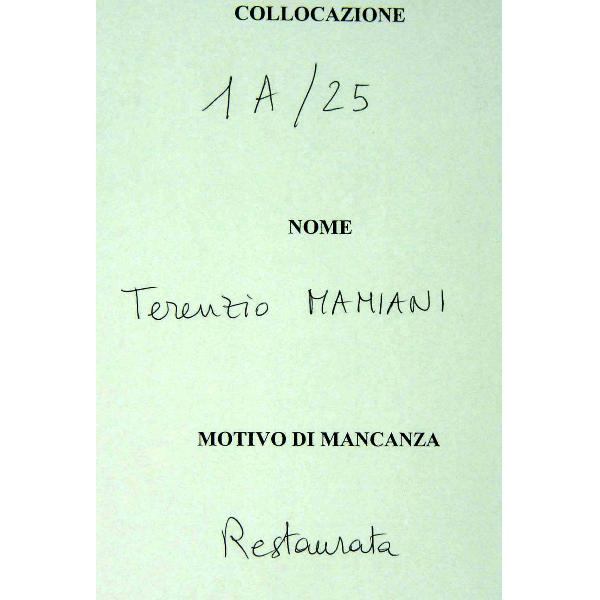 COLLOCAZIONE
1A/25
NOME
Terenzio MAMIANI
MOTIVO DI MANCANZA
Restaurata